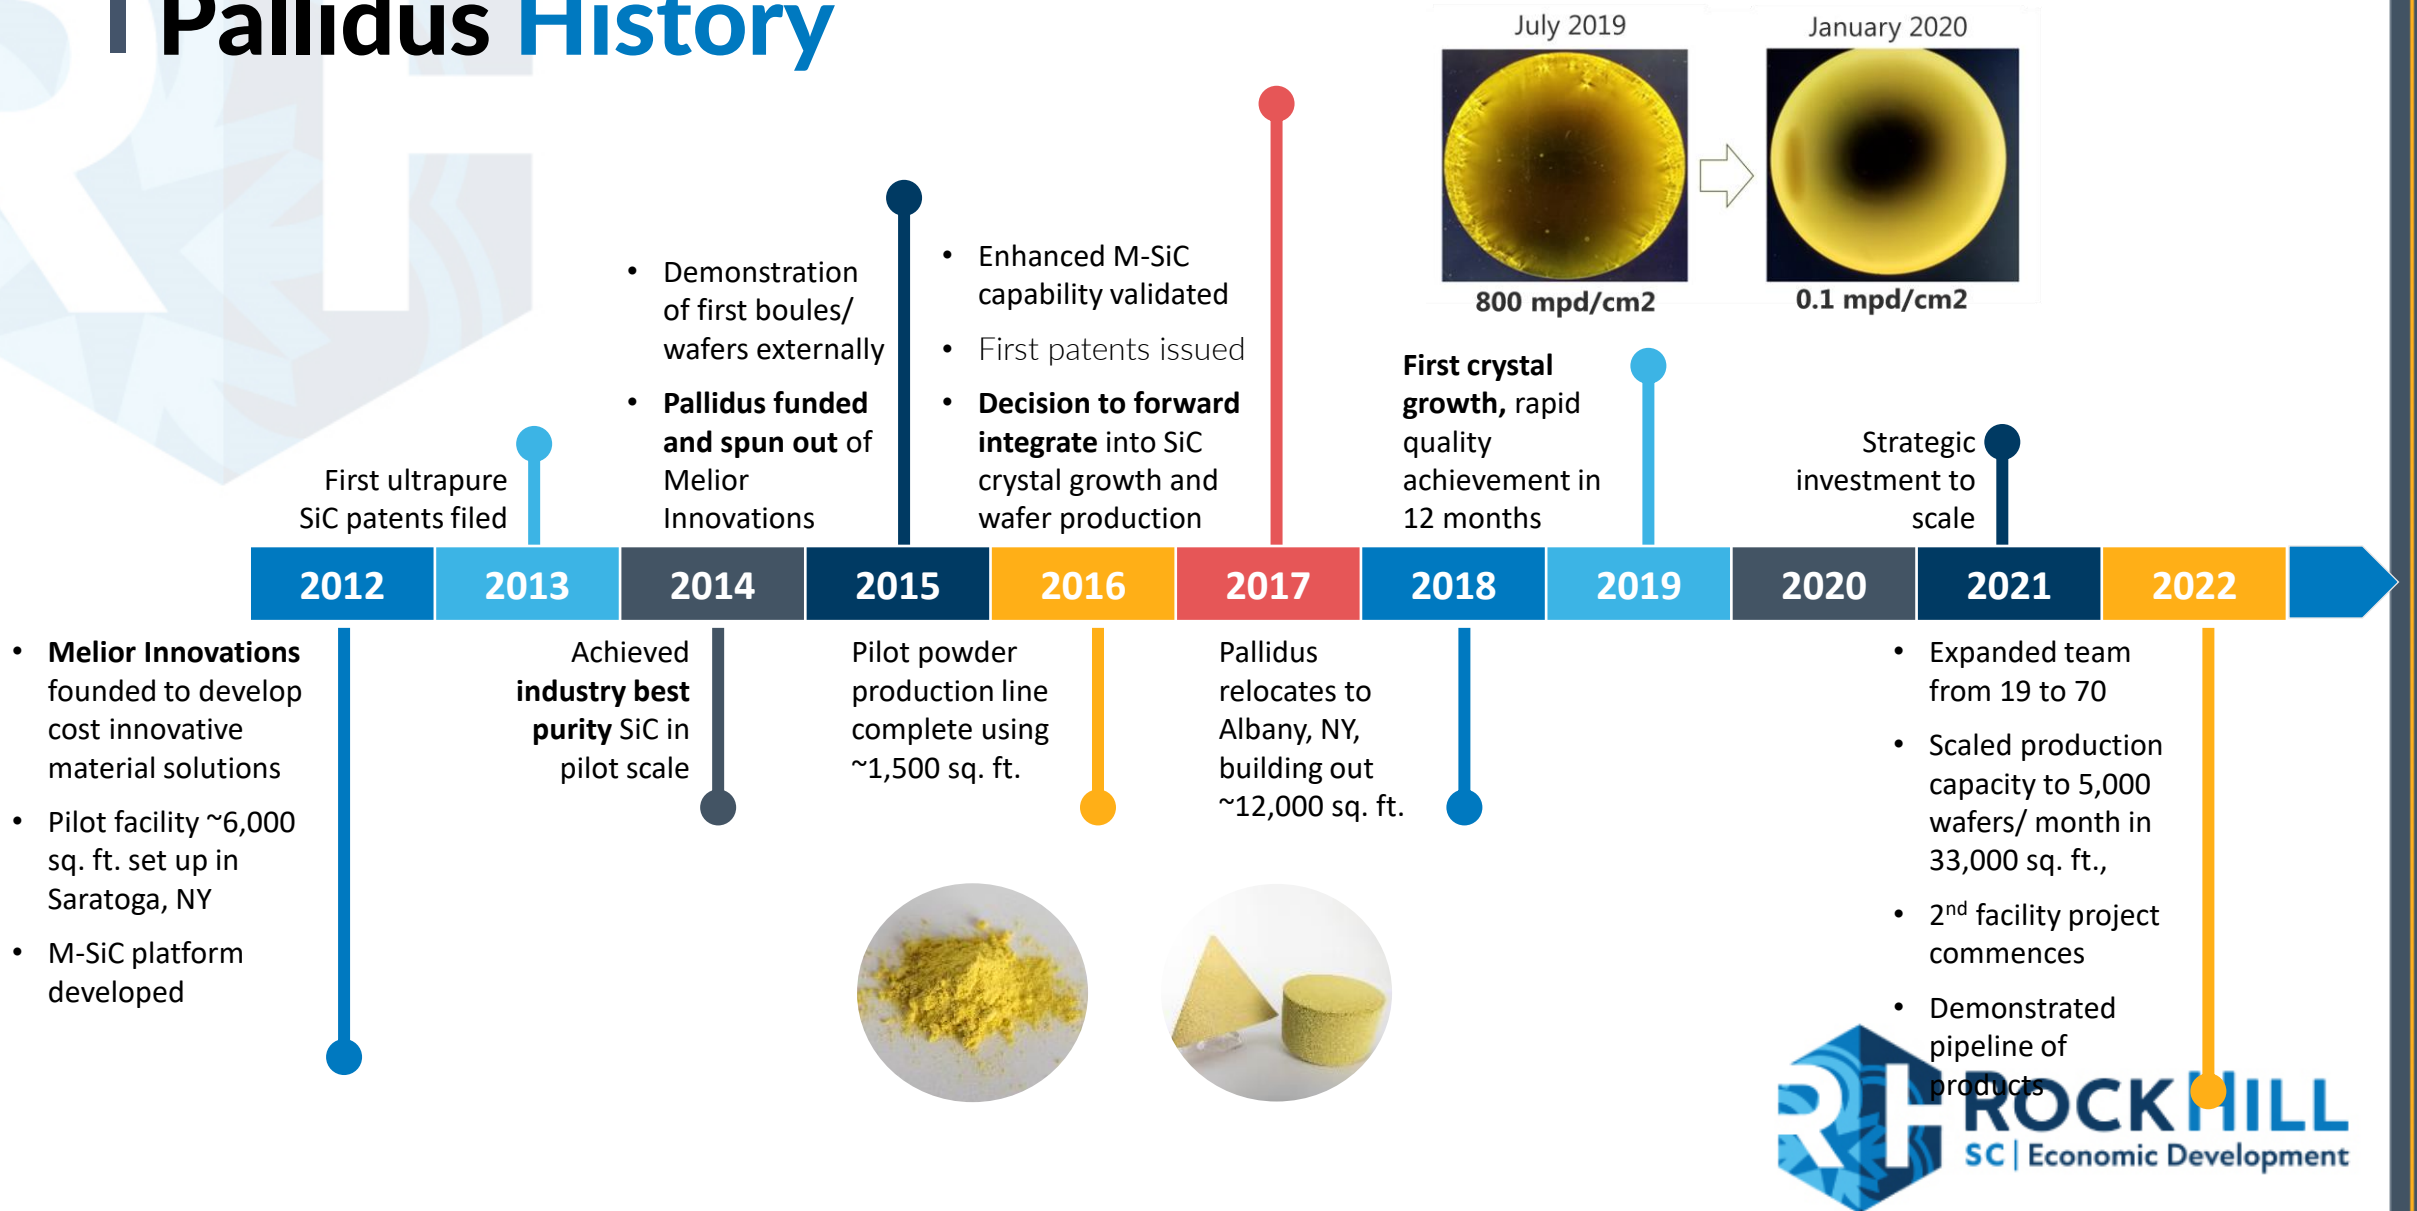 Pallidus History
July 2019
January 2020
800 mpd/cm2
0.1 mpd/cm2
First ultrapure
SiC patents filed
• Demonstration
of first boules/
wafers externally
• Pallidus funded
and spun out of
Melior
Innovations
• Enhanced M-SiC
capability validated
• First patents issued
• Decision to forward
integrate into SiC
crystal growth and
wafer production
First crystal
growth, rapid
quality
achievement in
12 months
Strategic
investment to
scale
2012 2013 2014 2015 2016 2017 2018 2019 2020 2021 2022
• Melior Innovations
founded to develop
cost innovative
material solutions
• Pilot facility ~6,000
sq. ft. set up in
Saratoga, NY
• M-SiC platform
developed
Achieved
industry best
purity SiC in
pilot scale
Pilot powder
production line
complete using
~1,500 sq. ft.
Pallidus
relocates to
Albany, NY,
building out
~12,000 sq. ft.
• Expanded team
from 19 to 70
• Scaled production
capacity to 5,000
wafers/ month in
33,000 sq. ft.,
• 2nd facility project
commences
• Demonstrated
pipeline of
products
RH
ROCK HILL
SC | Economic Development